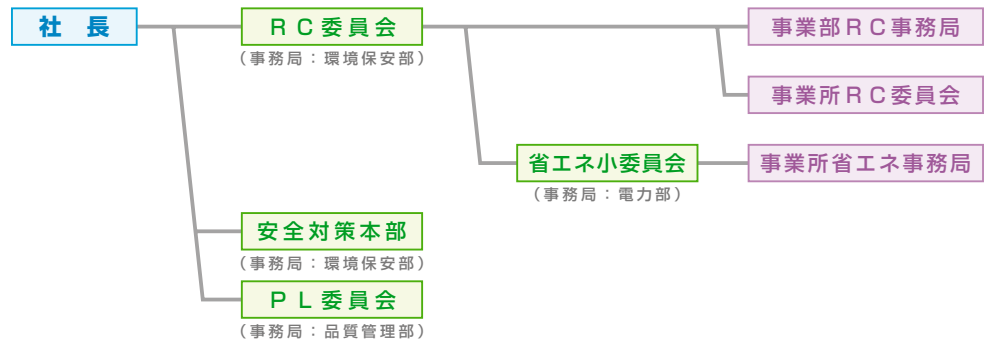 社 長
ＲＣ委員会
（事務局：環境保安部）
事業部ＲＣ事務局
事業所ＲＣ委員会
省エネ小委員会
（事務局：電力部）
事業所省エネ事務局
安全対策本部
（事務局：環境保安部）
ＰＬ委員会
（事務局：品質管理部）